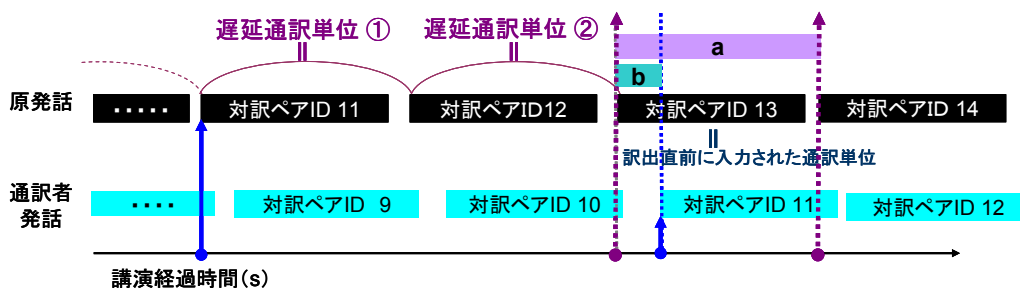 遅延通訳単位 ① 遅延通訳単位 ②
a
b
原発話 ・・・・・ 対訳ペアID 11 対訳ペアID12 対訳ペアID 13 対訳ペアID 14
訳出直前に入力された通訳単位
通訳者
発話 ・・・・ 対訳ペアID 9 対訳ペアID 10 対訳ペアID 11 対訳ペアID 12
講演経過時間(s)